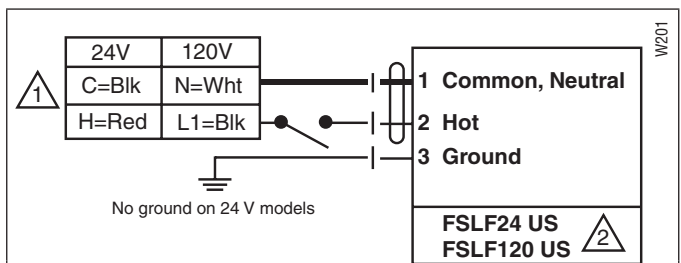 24V 120V
C=Blk N=Wht
H=Red L1=Blk
1
1 Common, Neutral
2 Hot
3 Ground
No ground on 24 V models
FSLF24 US
FSLF120 US
2
W201